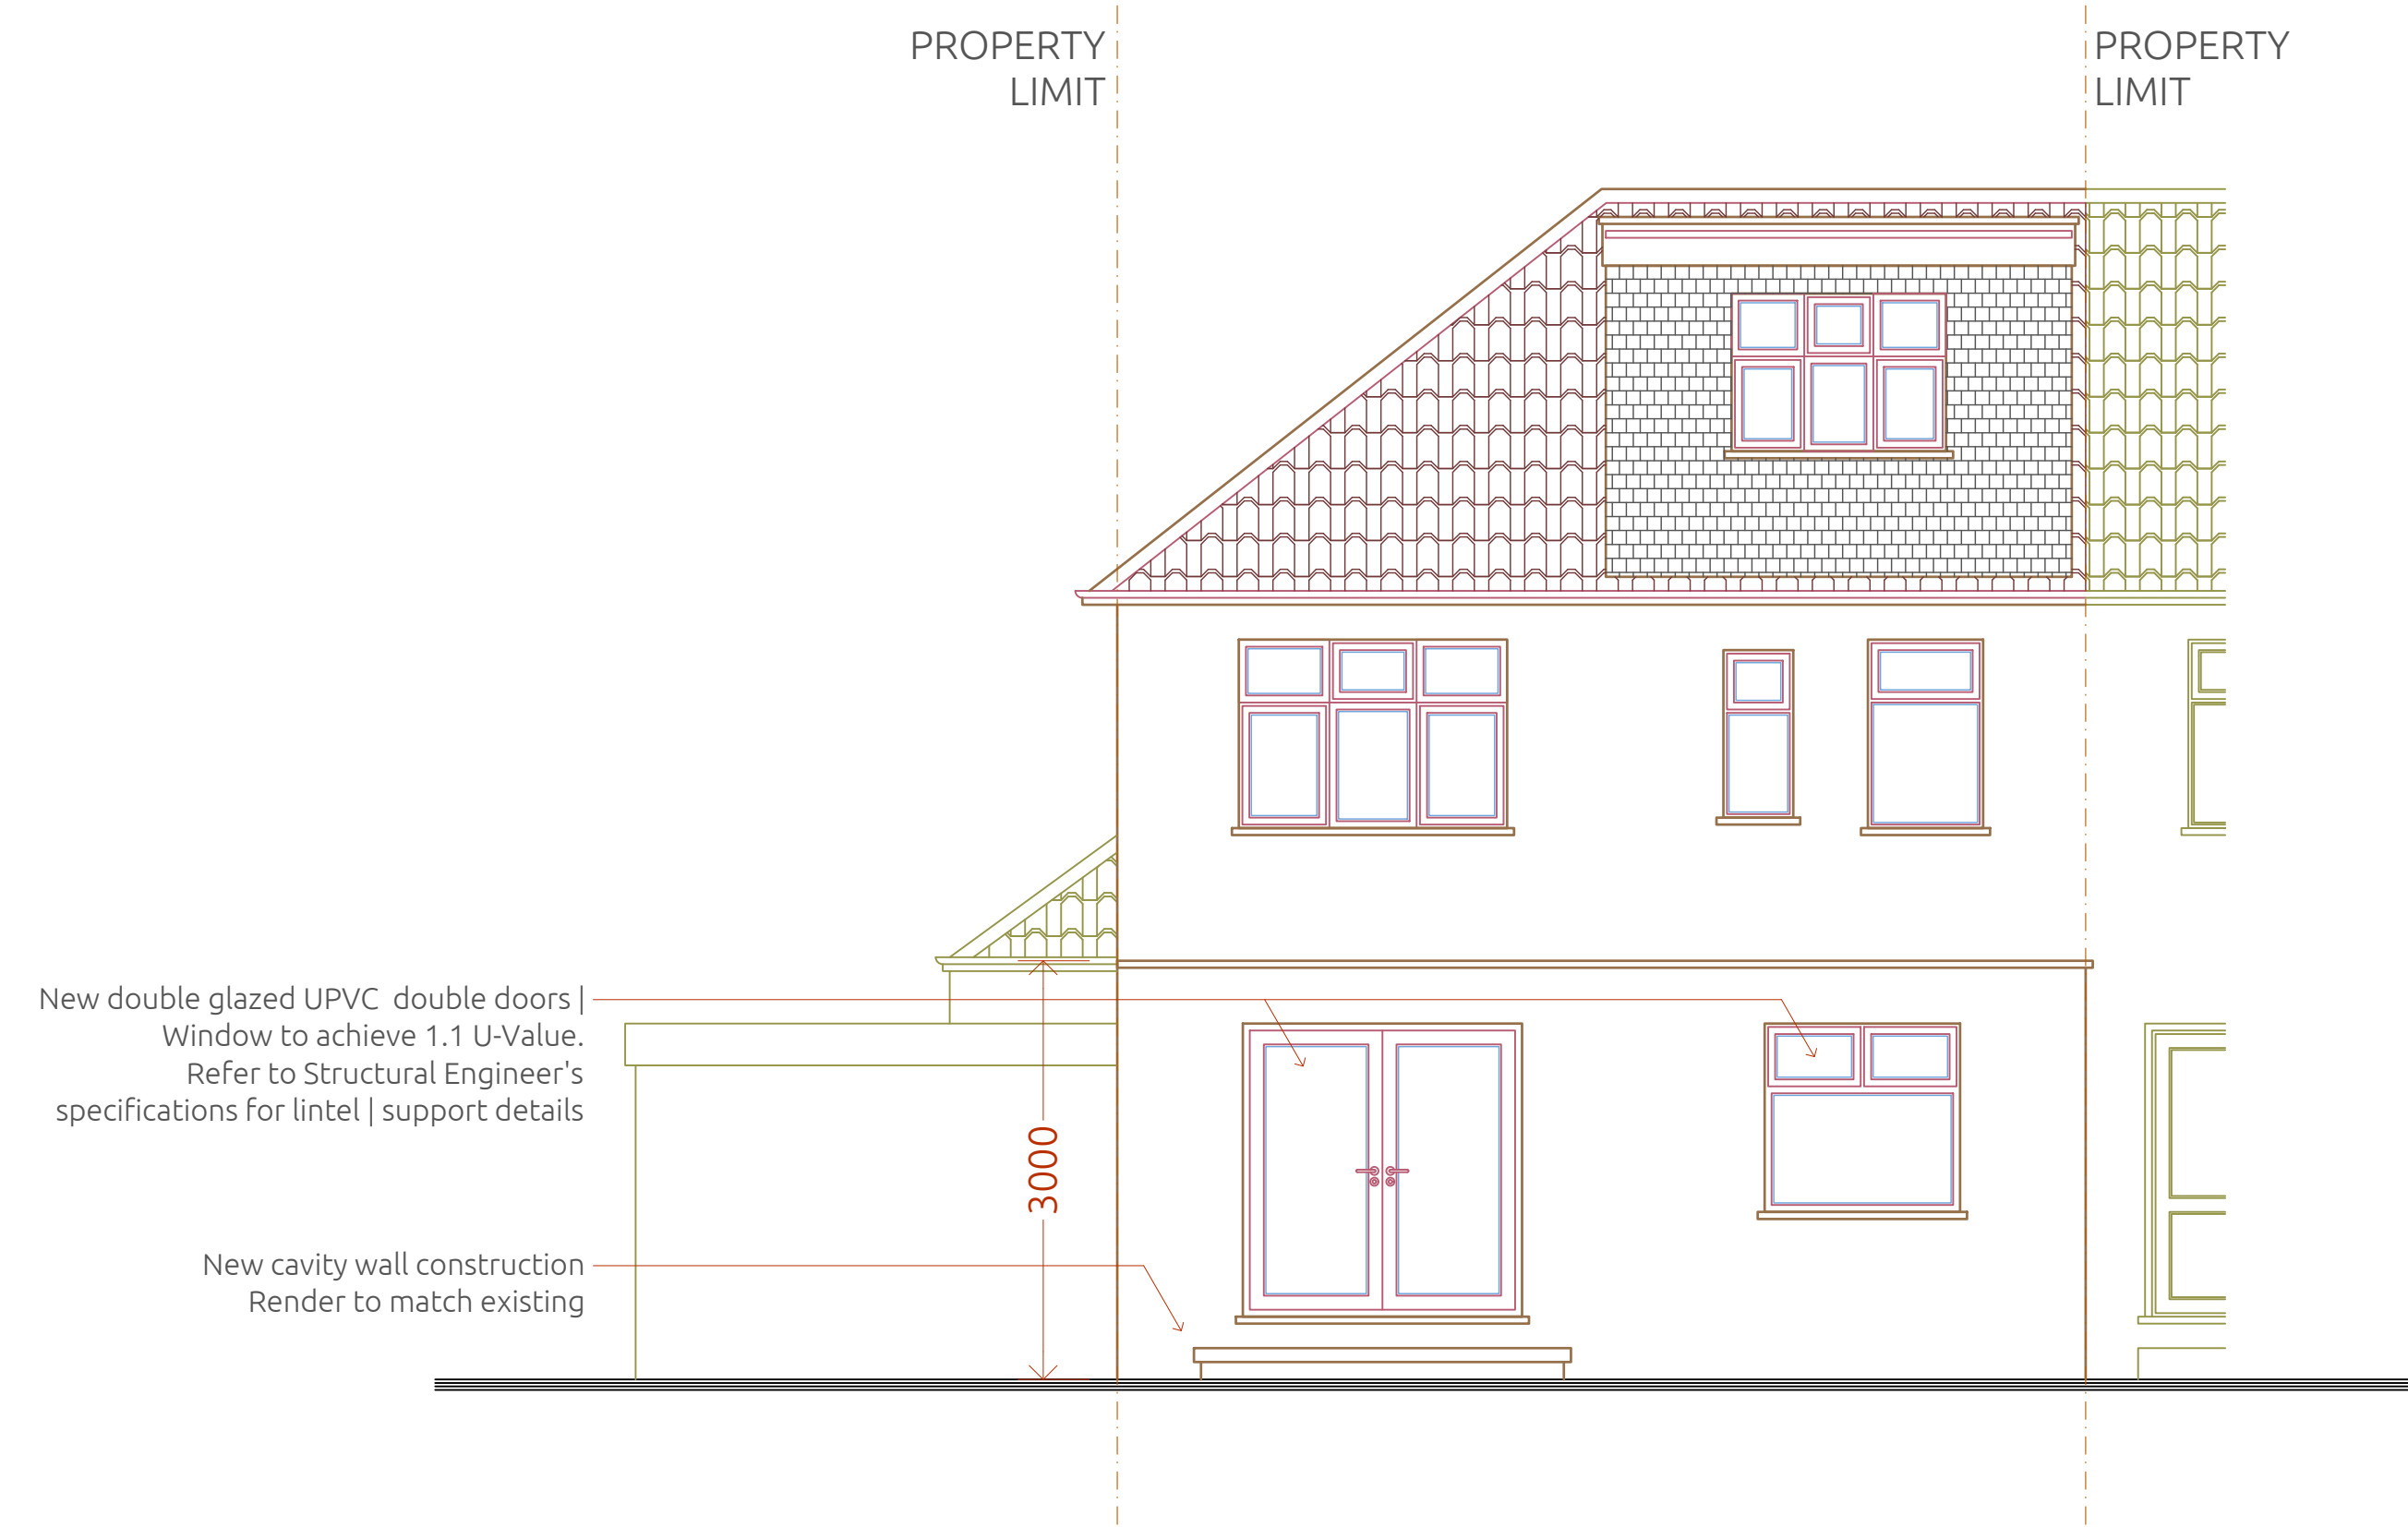 PROPERTY
LIMIT
PROPERTY
LIMIT
New double glazed UPVC  double doors |
Window to achieve 1.1 U-Value.
Refer to Structural Engineer's
specifications for lintel | support details
3000
New cavity wall construction
Render to match existing